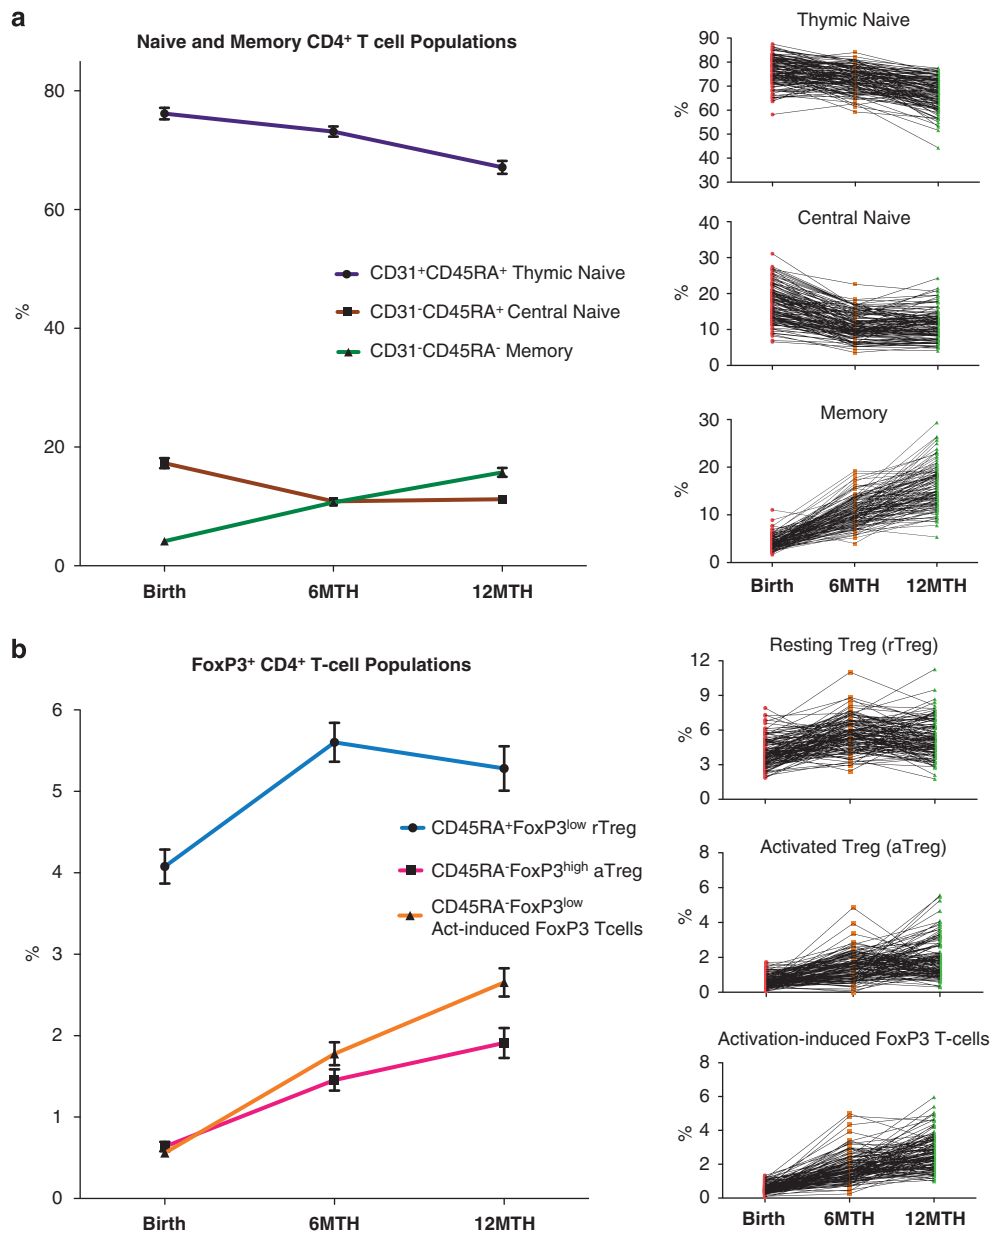 a
Naive and Memory CD4⁺ T cell Populations
80
60
40
20
0
%
CD31⁺CD45RA⁺ Thymic Naive
CD31⁻CD45RA⁺ Central Naive
CD31⁻CD45RA⁻ Memory
Birth 6MTH 12MTH
Thymic Naive
90
80
70
60
50
40
30
%
Central Naive
40
30
20
10
0
%
Memory
30
20
10
0
%
Birth 6MTH 12MTH
b
FoxP3⁺ CD4⁺ T-cell Populations
6
5
4
3
2
1
0
%
CD45RA⁺FoxP3ˡᵒʷ rTreg
CD45RA⁻FoxP3ʰⁱᵍʰ aTreg
CD45RA⁻FoxP3ˡᵒʷ
Act-induced FoxP3 Tcells
Birth 6MTH 12MTH
Resting Treg (rTreg)
12
9
6
3
0
%
Activated Treg (aTreg)
8
6
4
2
0
%
Activation-induced FoxP3 T-cells
8
6
4
2
0
%
Birth 6MTH 12MTH